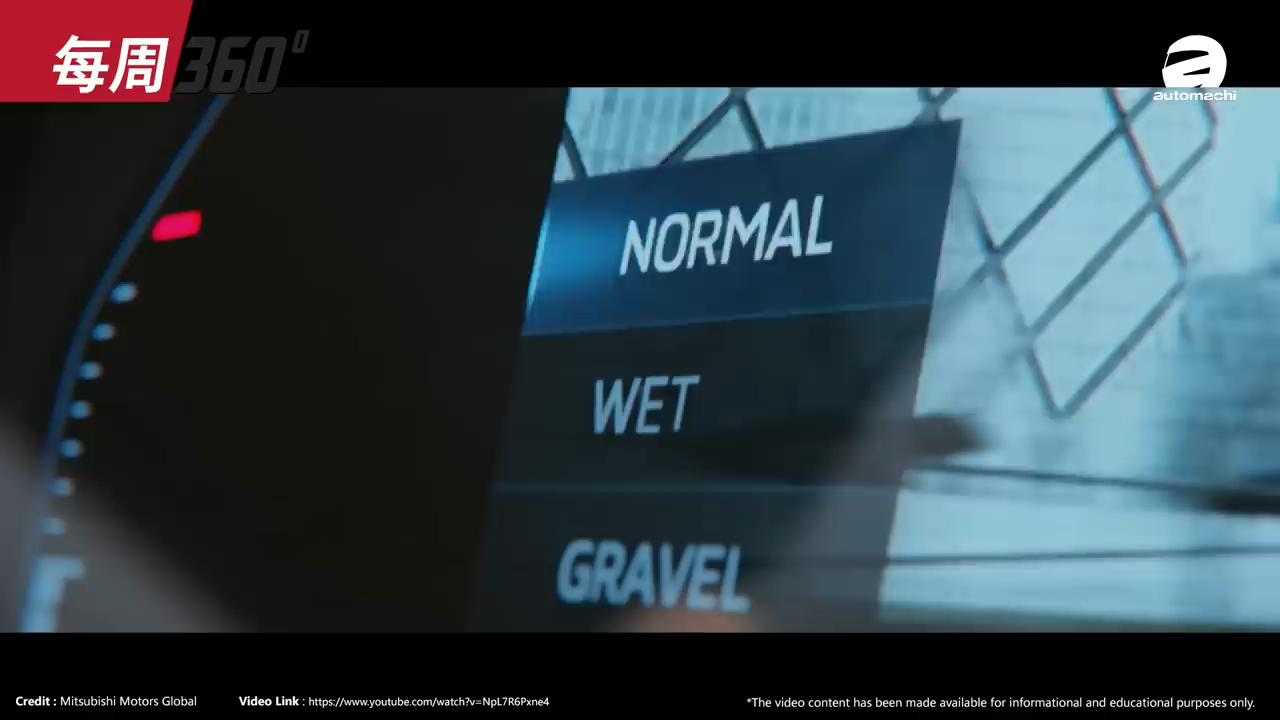 每周360°
automachi
NORMAL
WET
GRAVEL
Credit : Mitsubishi Motors Global
Video Link : https://www.youtube.com/watch?v=NpL7R6Pxne4
*The video content has been made available for informational and educational purposes only.